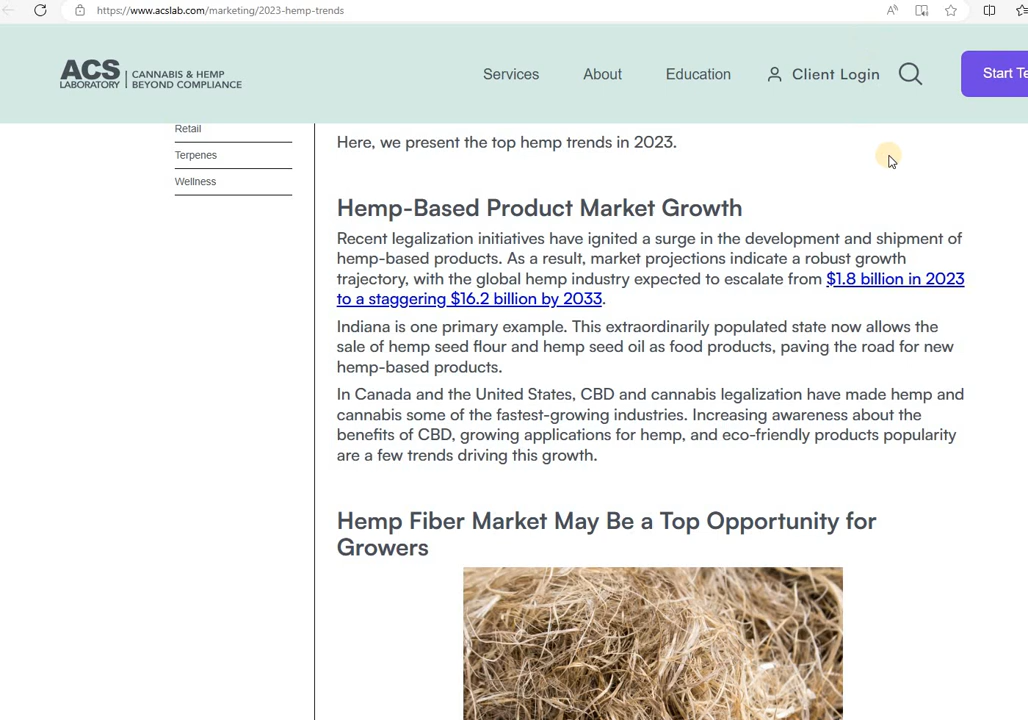 https://www.acslab.com/marketing/2023-hemp-trends
ACS LABORATORY | CANNABIS & HEMP BEYOND COMPLIANCE
Services
About
Education
Client Login
Start Te
Retail
Terpenes
Wellness
Here, we present the top hemp trends in 2023.
Hemp-Based Product Market Growth
Recent legalization initiatives have ignited a surge in the development and shipment of
hemp-based products. As a result, market projections indicate a robust growth
trajectory, with the global hemp industry expected to escalate from $1.8 billion in 2023
to a staggering $16.2 billion by 2033.
Indiana is one primary example. This extraordinarily populated state now allows the
sale of hemp seed flour and hemp seed oil as food products, paving the road for new
hemp-based products.
In Canada and the United States, CBD and cannabis legalization have made hemp and
cannabis some of the fastest-growing industries. Increasing awareness about the
benefits of CBD, growing applications for hemp, and eco-friendly products popularity
are a few trends driving this growth.
Hemp Fiber Market May Be a Top Opportunity for
Growers